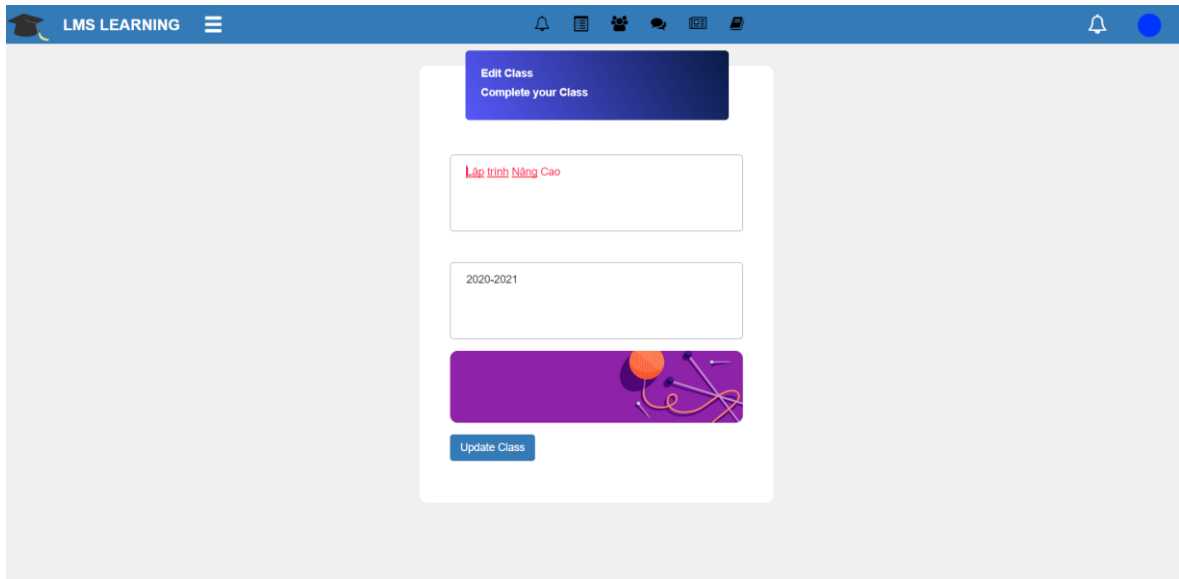 LMS LEARNING
Edit Class
Complete your Class
Lập trình Nâng Cao
2020-2021
Update Class